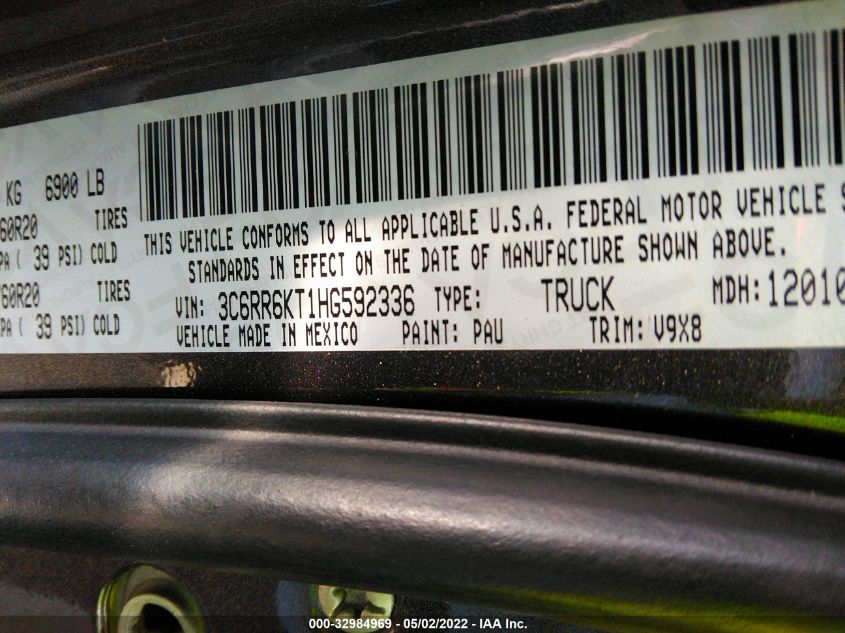 KG 6900 LB
60R20 TIRES
PA ( 39 PSI) COLD
60R20 TIRES
PA ( 39 PSI) COLD
THIS VEHICLE CONFORMS TO ALL APPLICABLE U.S.A. FEDERAL MOTOR VEHICLE S
STANDARDS IN EFFECT ON THE DATE OF MANUFACTURE SHOWN ABOVE.
VIN: 3C6RR6KT1HG592336 TYPE: TRUCK MDH: 12010
VEHICLE MADE IN MEXICO PAINT: PAU TRIM: V9X8
000-32984969 - 05/02/2022 - IAA Inc.